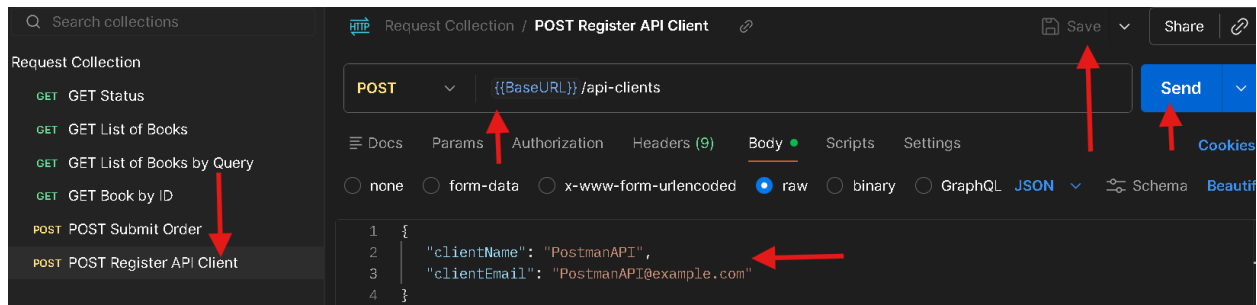 Search collections
Request Collection
GET GET Status
GET GET List of Books
GET GET List of Books by Query
GET GET Book by ID
POST POST Submit Order
POST POST Register API Client
HTTP Request Collection / POST Register API Client
Save Share
POST {{BaseURL}}/api-clients Send
Docs Params Authorization Headers (9) Body Scripts Settings Cookies
none form-data x-www-form-urlencoded raw binary GraphQL JSON Schema Beautif
1 {
2 "clientName": "PostmanAPI",
3 "clientEmail": "PostmanAPI@example.com"
4 }